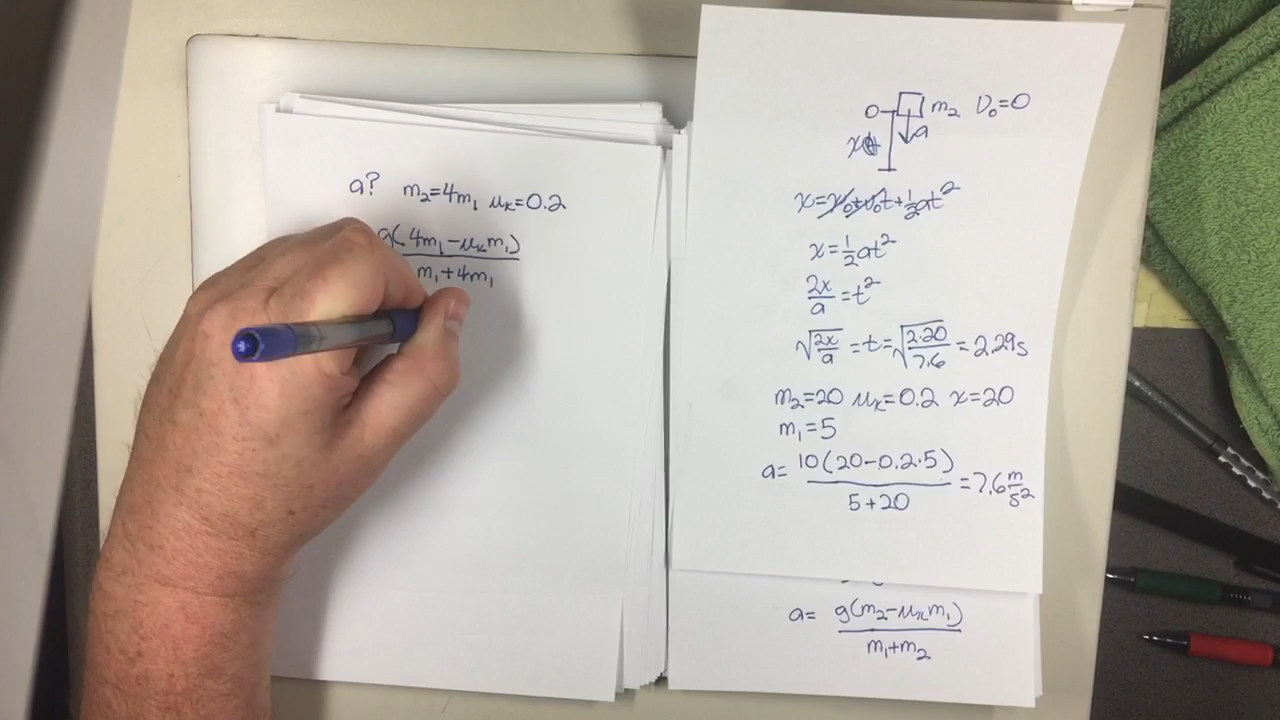 a? m₂=4m₁ μₖ=0.2
g(4m₁-μₖm₁)
m₁+4m₁
0 m₂ v₀=0
a
x
x=x₀+v₀t+½at²
x=½at²
2x/a=t²
√(2x/a)=t=√(2·20/7.6)=2.29s
m₂=20 μₖ=0.2 x=20
m₁=5
a= 10(20-0.2·5)
5+20
=7.6 m/s²
a= g(m₂-μₖm₁)
m₁+m₂